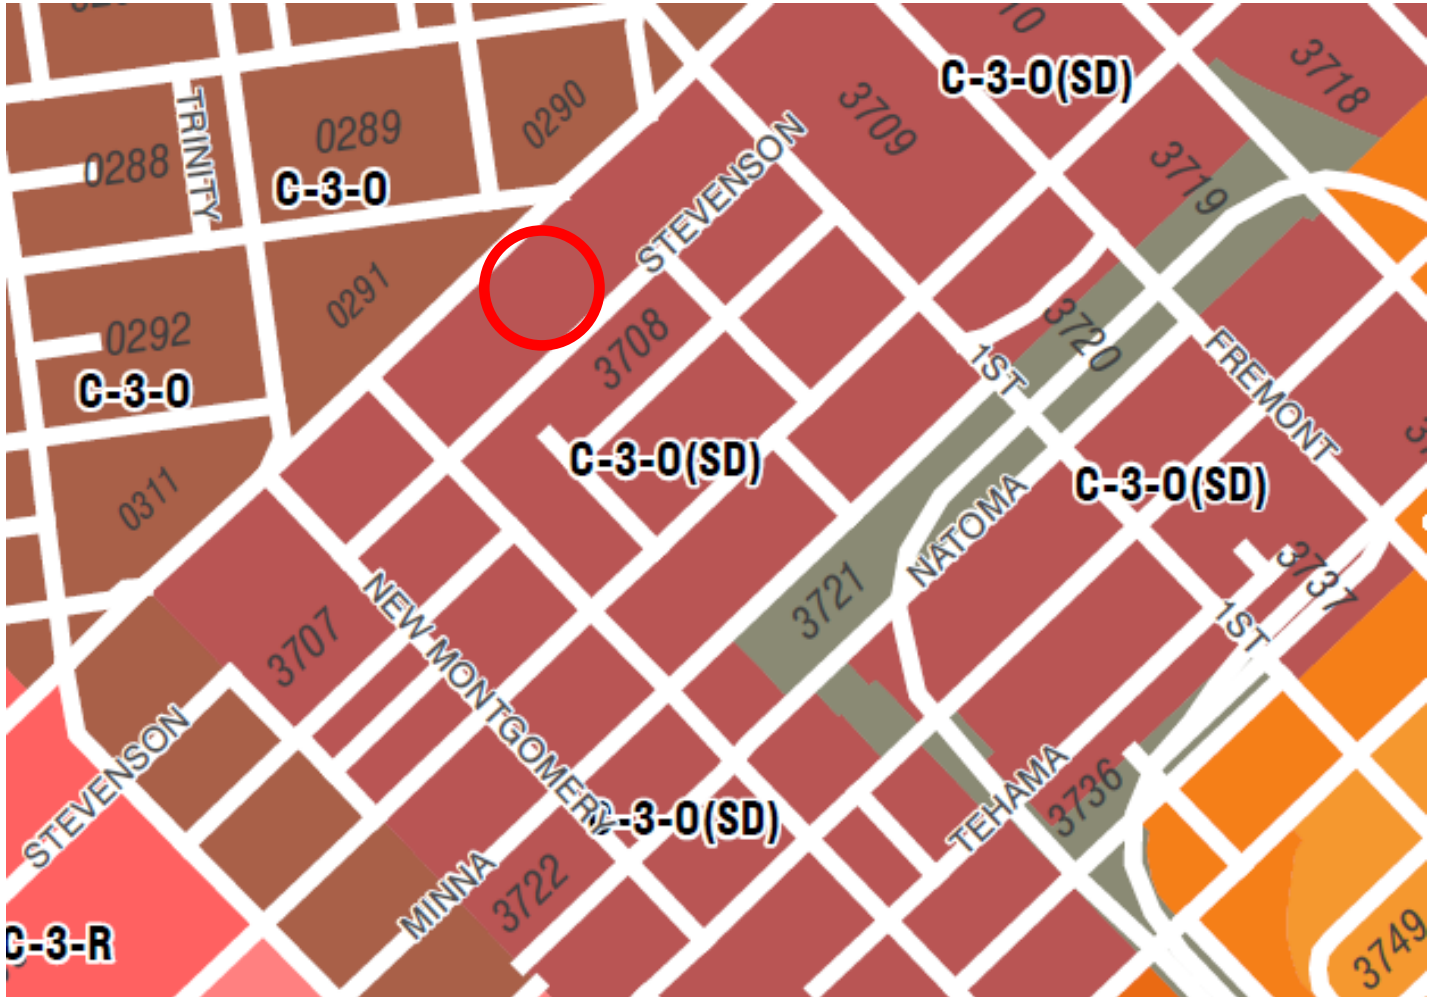 C-3-O(SD)
3718
0289
0290
3709
TRINITY
0288
STEVENSON
3719
C-3-O
0291
0292
3720
3708
1ST
FREMONT
C-3-O
C-3-O(SD)
C-3-O(SD)
0311
NATOMA
3737
3721
NEW MONTGOMERY
3707
1ST
STEVENSON
TEHAMA
3736
C-3-O(SD)
MINNA
3722
C-3-R
3749